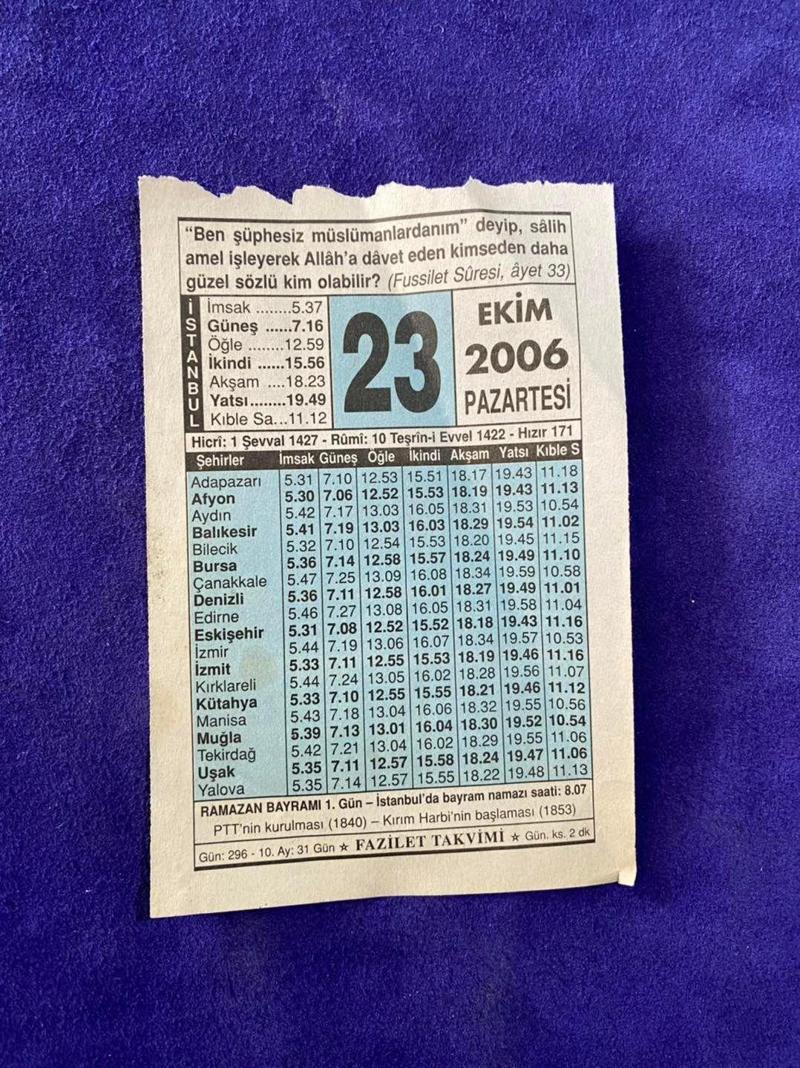 “Ben şüphesiz müslümanlardanım” deyip, sâlih
amel işleyerek Allâh’a dâvet eden kimseden daha
güzel sözlü kim olabilir? (Fussilet Sûresi, âyet 33)
İSTANBUL
İmsak ........5.37
Güneş ......7.16
Öğle ........12.59
İkindi ......15.56
Akşam ....18.23
Yatsı........19.49
Kıble Sa...11.12
23
EKİM
2006
PAZARTESİ
Hicrî: 1 Şevval 1427 - Rûmî: 10 Teşrîn-i Evvel 1422 - Hızır 171
Şehirler İmsak Güneş Öğle İkindi Akşam Yatsı Kıble S
Adapazarı 5.31 7.10 12.53 15.51 18.17 19.43 11.18
Afyon 5.30 7.06 12.52 15.53 18.19 19.43 11.13
Aydın 5.42 7.17 13.03 16.05 18.31 19.53 10.54
Balıkesir 5.41 7.19 13.03 16.03 18.29 19.54 11.02
Bilecik 5.32 7.10 12.54 15.53 18.20 19.45 11.15
Bursa 5.36 7.14 12.58 15.57 18.24 19.49 11.10
Çanakkale 5.47 7.25 13.09 16.08 18.34 19.59 10.58
Denizli 5.36 7.11 12.58 16.01 18.27 19.49 11.01
Edirne 5.46 7.27 13.08 16.05 18.31 19.58 11.04
Eskişehir 5.31 7.08 12.52 15.52 18.18 19.43 11.16
İzmir 5.44 7.19 13.06 16.07 18.34 19.57 10.53
İzmit 5.33 7.11 12.55 15.53 18.19 19.46 11.16
Kırklareli 5.44 7.24 13.05 16.02 18.28 19.56 11.07
Kütahya 5.33 7.10 12.55 15.55 18.21 19.46 11.12
Manisa 5.43 7.18 13.04 16.06 18.32 19.55 10.56
Muğla 5.39 7.13 13.01 16.04 18.30 19.52 10.54
Tekirdağ 5.42 7.21 13.04 16.02 18.29 19.55 11.06
Uşak 5.35 7.11 12.57 15.58 18.24 19.47 11.06
Yalova 5.35 7.14 12.57 15.55 18.22 19.48 11.13
RAMAZAN BAYRAMI 1. Gün – İstanbul’da bayram namazı saati: 8.07
PTT’nin kurulması (1840) – Kırım Harbi’nin başlaması (1853)
Gün: 296 - 10. Ay: 31 Gün ★ FAZİLET TAKVİMİ ★ Gün. ks. 2 dk